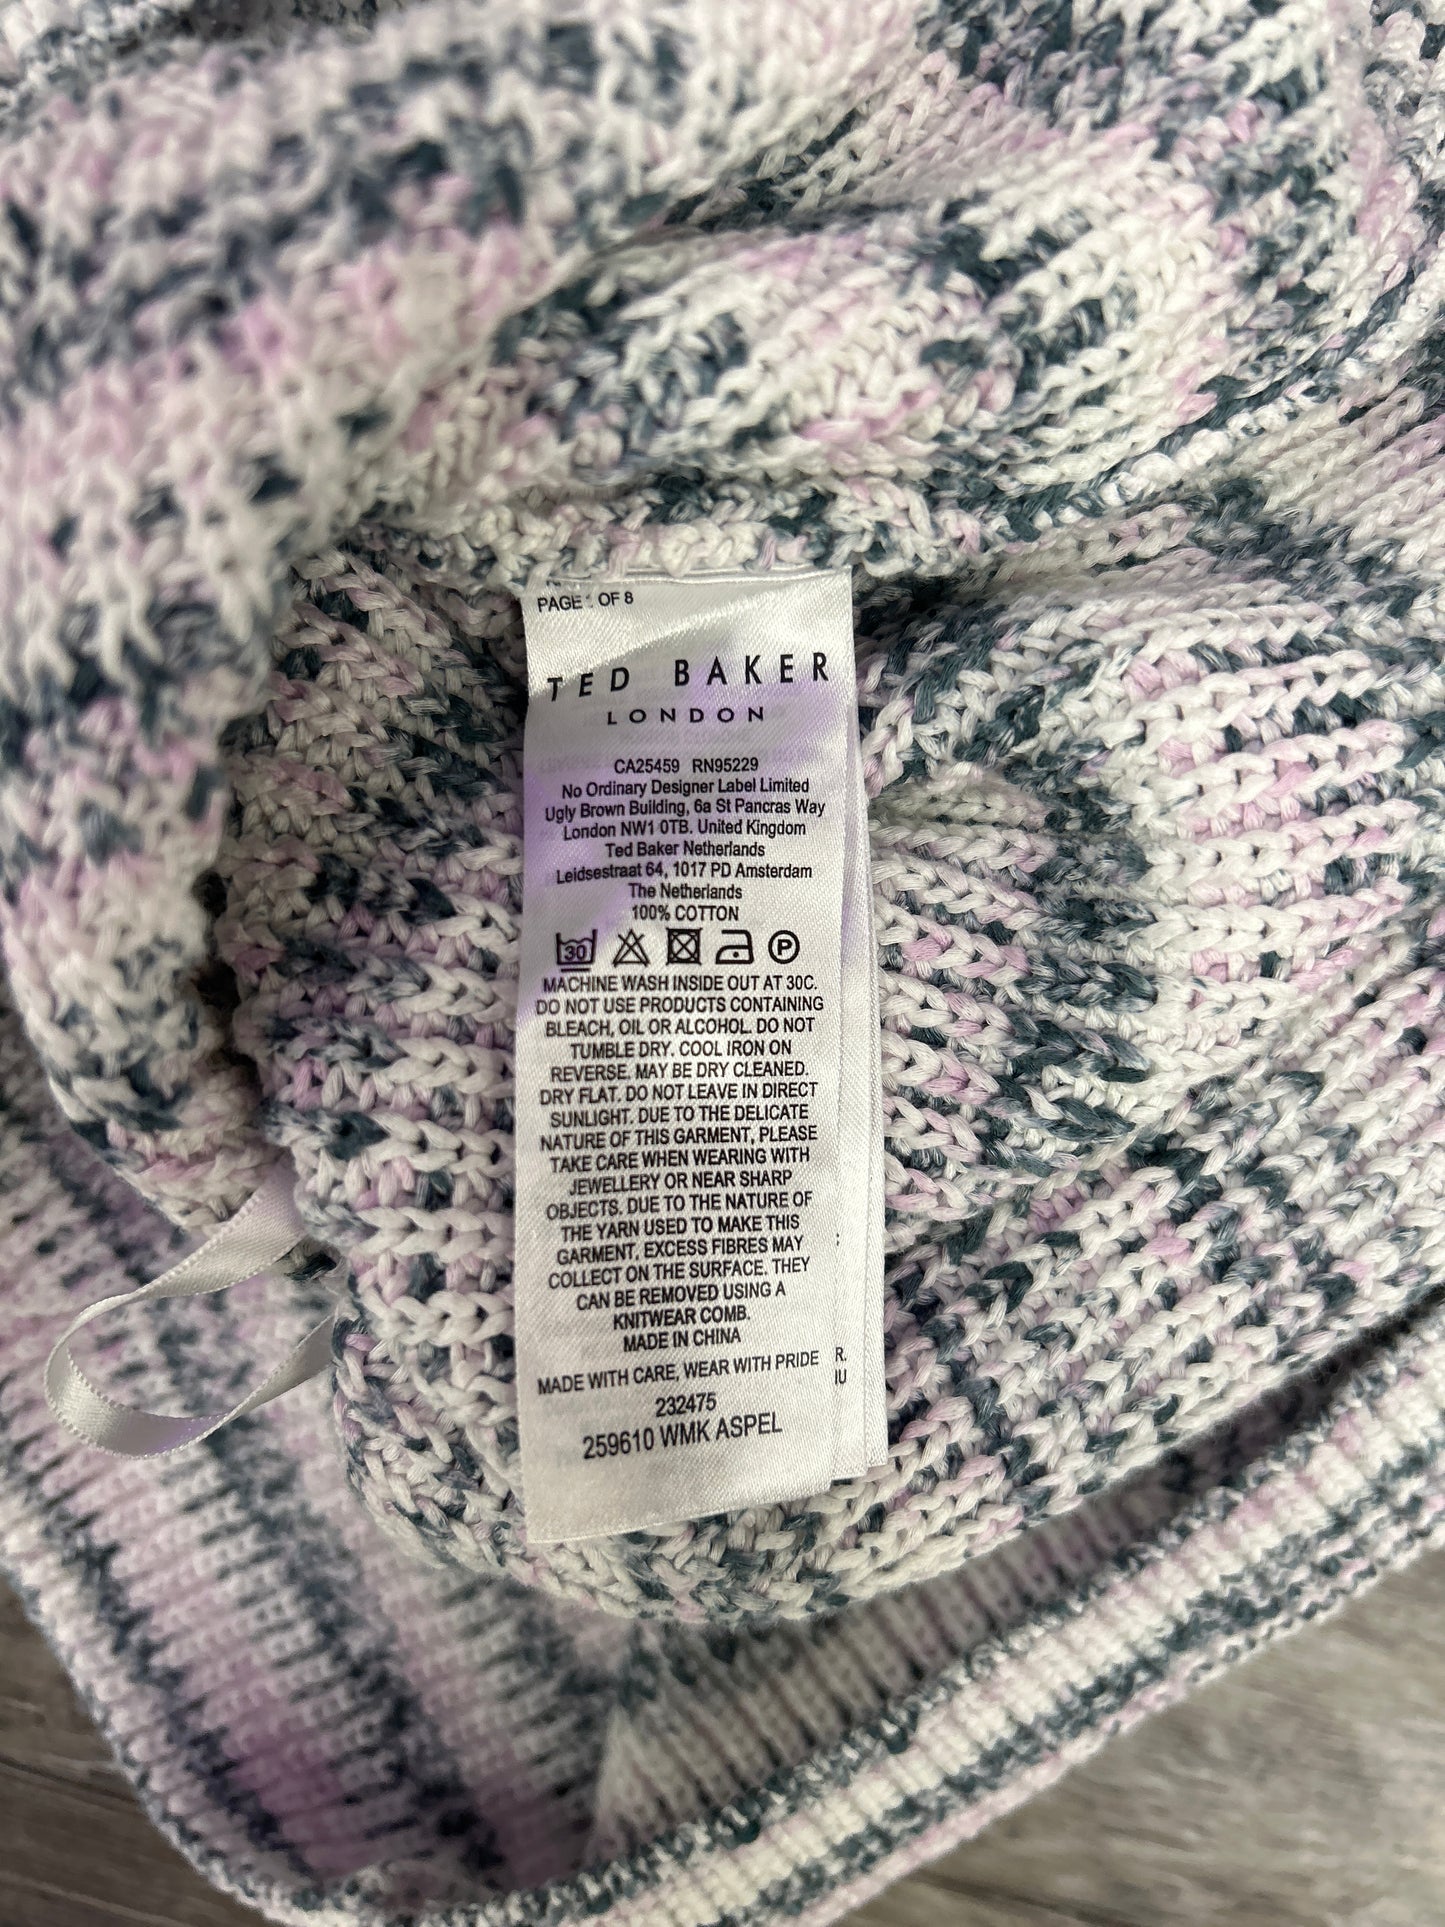 PAGE OF 8
TED BAKER
LONDON
CA25459 RN95229
No Ordinary Designer Label Limited
Ugly Brown Building, 6a St Pancras Way
London NW1 0TB. United Kingdom
Ted Baker Netherlands
Leidsestraat 64, 1017 PD Amsterdam
The Netherlands
100% COTTON
30 P
MACHINE WASH INSIDE OUT AT 30C.
DO NOT USE PRODUCTS CONTAINING
BLEACH, OIL OR ALCOHOL. DO NOT
TUMBLE DRY. COOL IRON ON
REVERSE. MAY BE DRY CLEANED.
DRY FLAT. DO NOT LEAVE IN DIRECT
SUNLIGHT. DUE TO THE DELICATE
NATURE OF THIS GARMENT, PLEASE
TAKE CARE WHEN WEARING WITH
JEWELLERY OR NEAR SHARP
OBJECTS. DUE TO THE NATURE OF
THE YARN USED TO MAKE THIS
GARMENT, EXCESS FIBRES MAY
COLLECT ON THE SURFACE. THEY
CAN BE REMOVED USING A
KNITWEAR COMB.
MADE IN CHINA
MADE WITH CARE, WEAR WITH PRIDE
232475
259610 WMK ASPEL